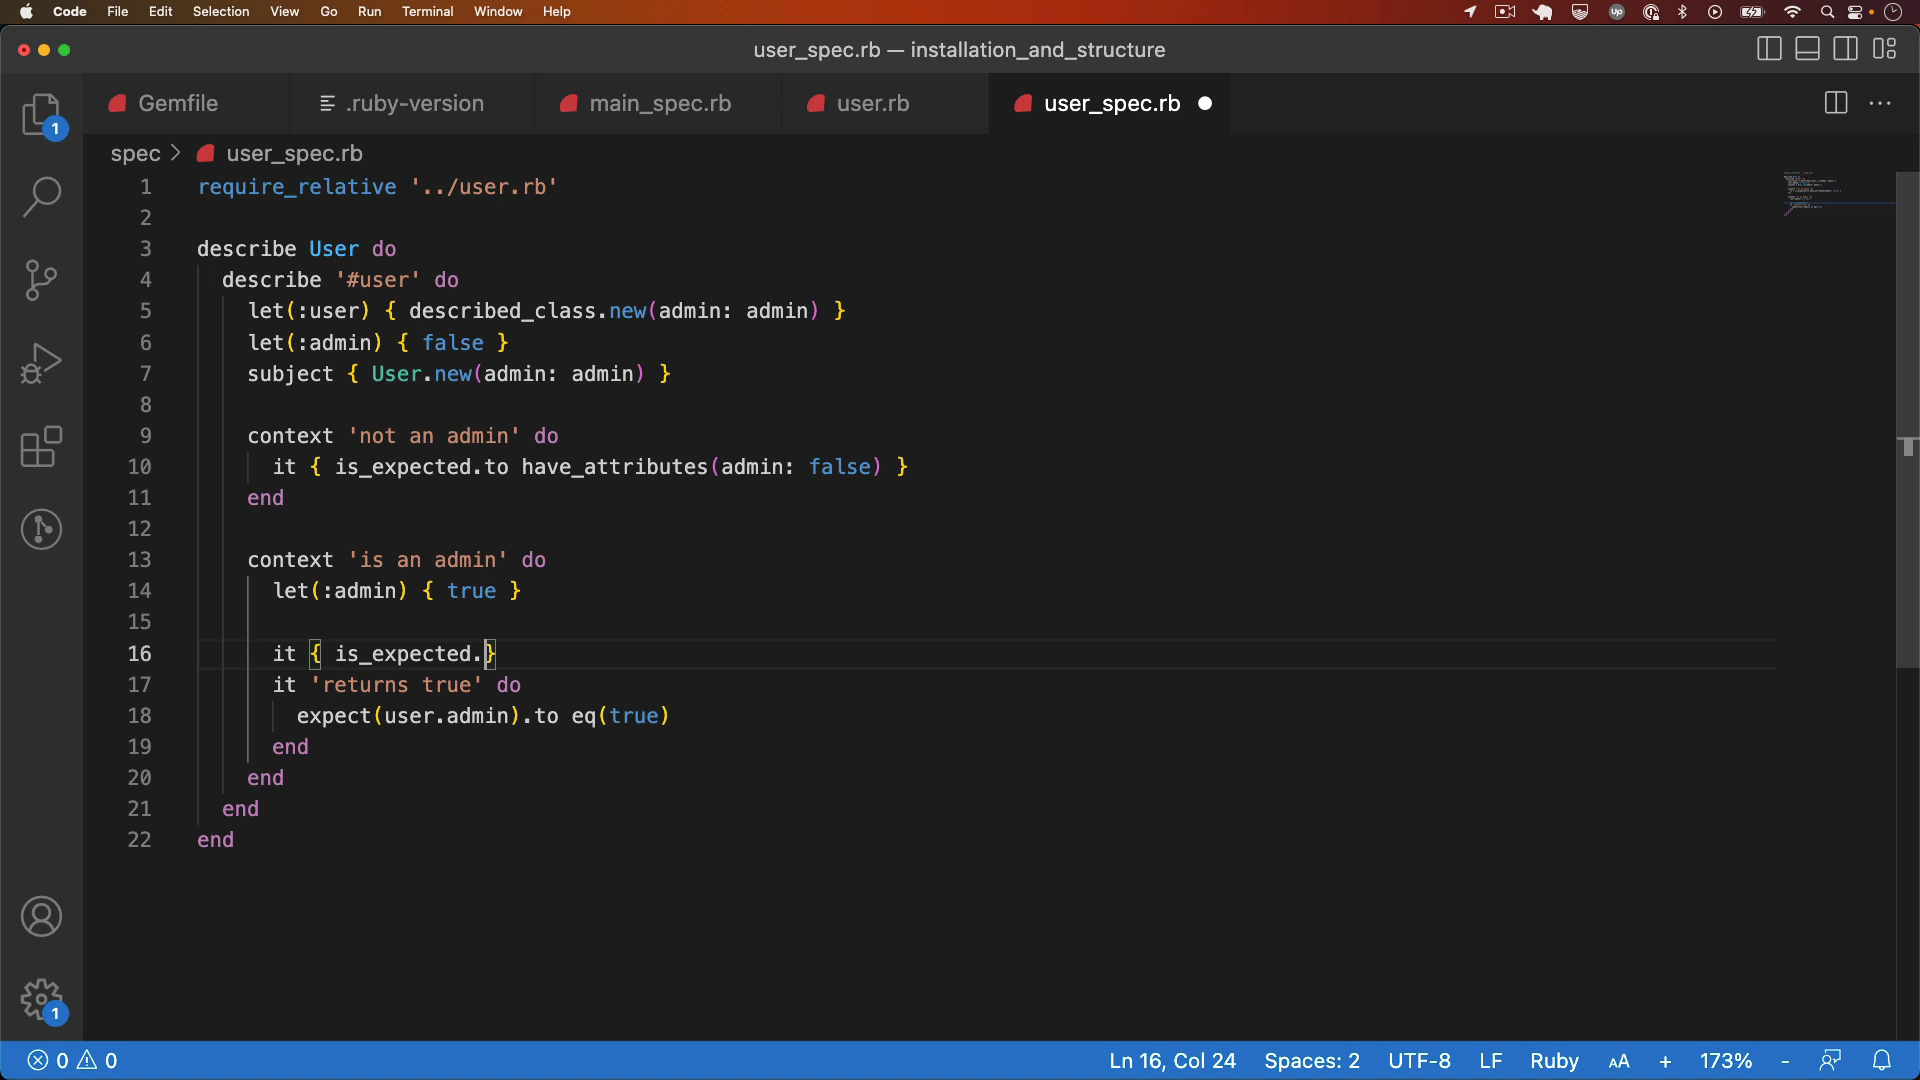 Code File Edit Selection View Go Run Terminal Window Help
user_spec.rb — installation_and_structure
Gemfile .ruby-version main_spec.rb user.rb user_spec.rb
spec > user_spec.rb
1 require_relative '../user.rb'
2
3 describe User do
4 describe '#user' do
5 let(:user) { described_class.new(admin: admin) }
6 let(:admin) { false }
7 subject { User.new(admin: admin) }
8
9 context 'not an admin' do
10 it { is_expected.to have_attributes(admin: false) }
11 end
12
13 context 'is an admin' do
14 let(:admin) { true }
15
16 it { is_expected.}
17 it 'returns true' do
18 expect(user.admin).to eq(true)
19 end
20 end
21 end
22 end
1
1
0 0 Ln 16, Col 24 Spaces: 2 UTF-8 LF Ruby AA + 173% -